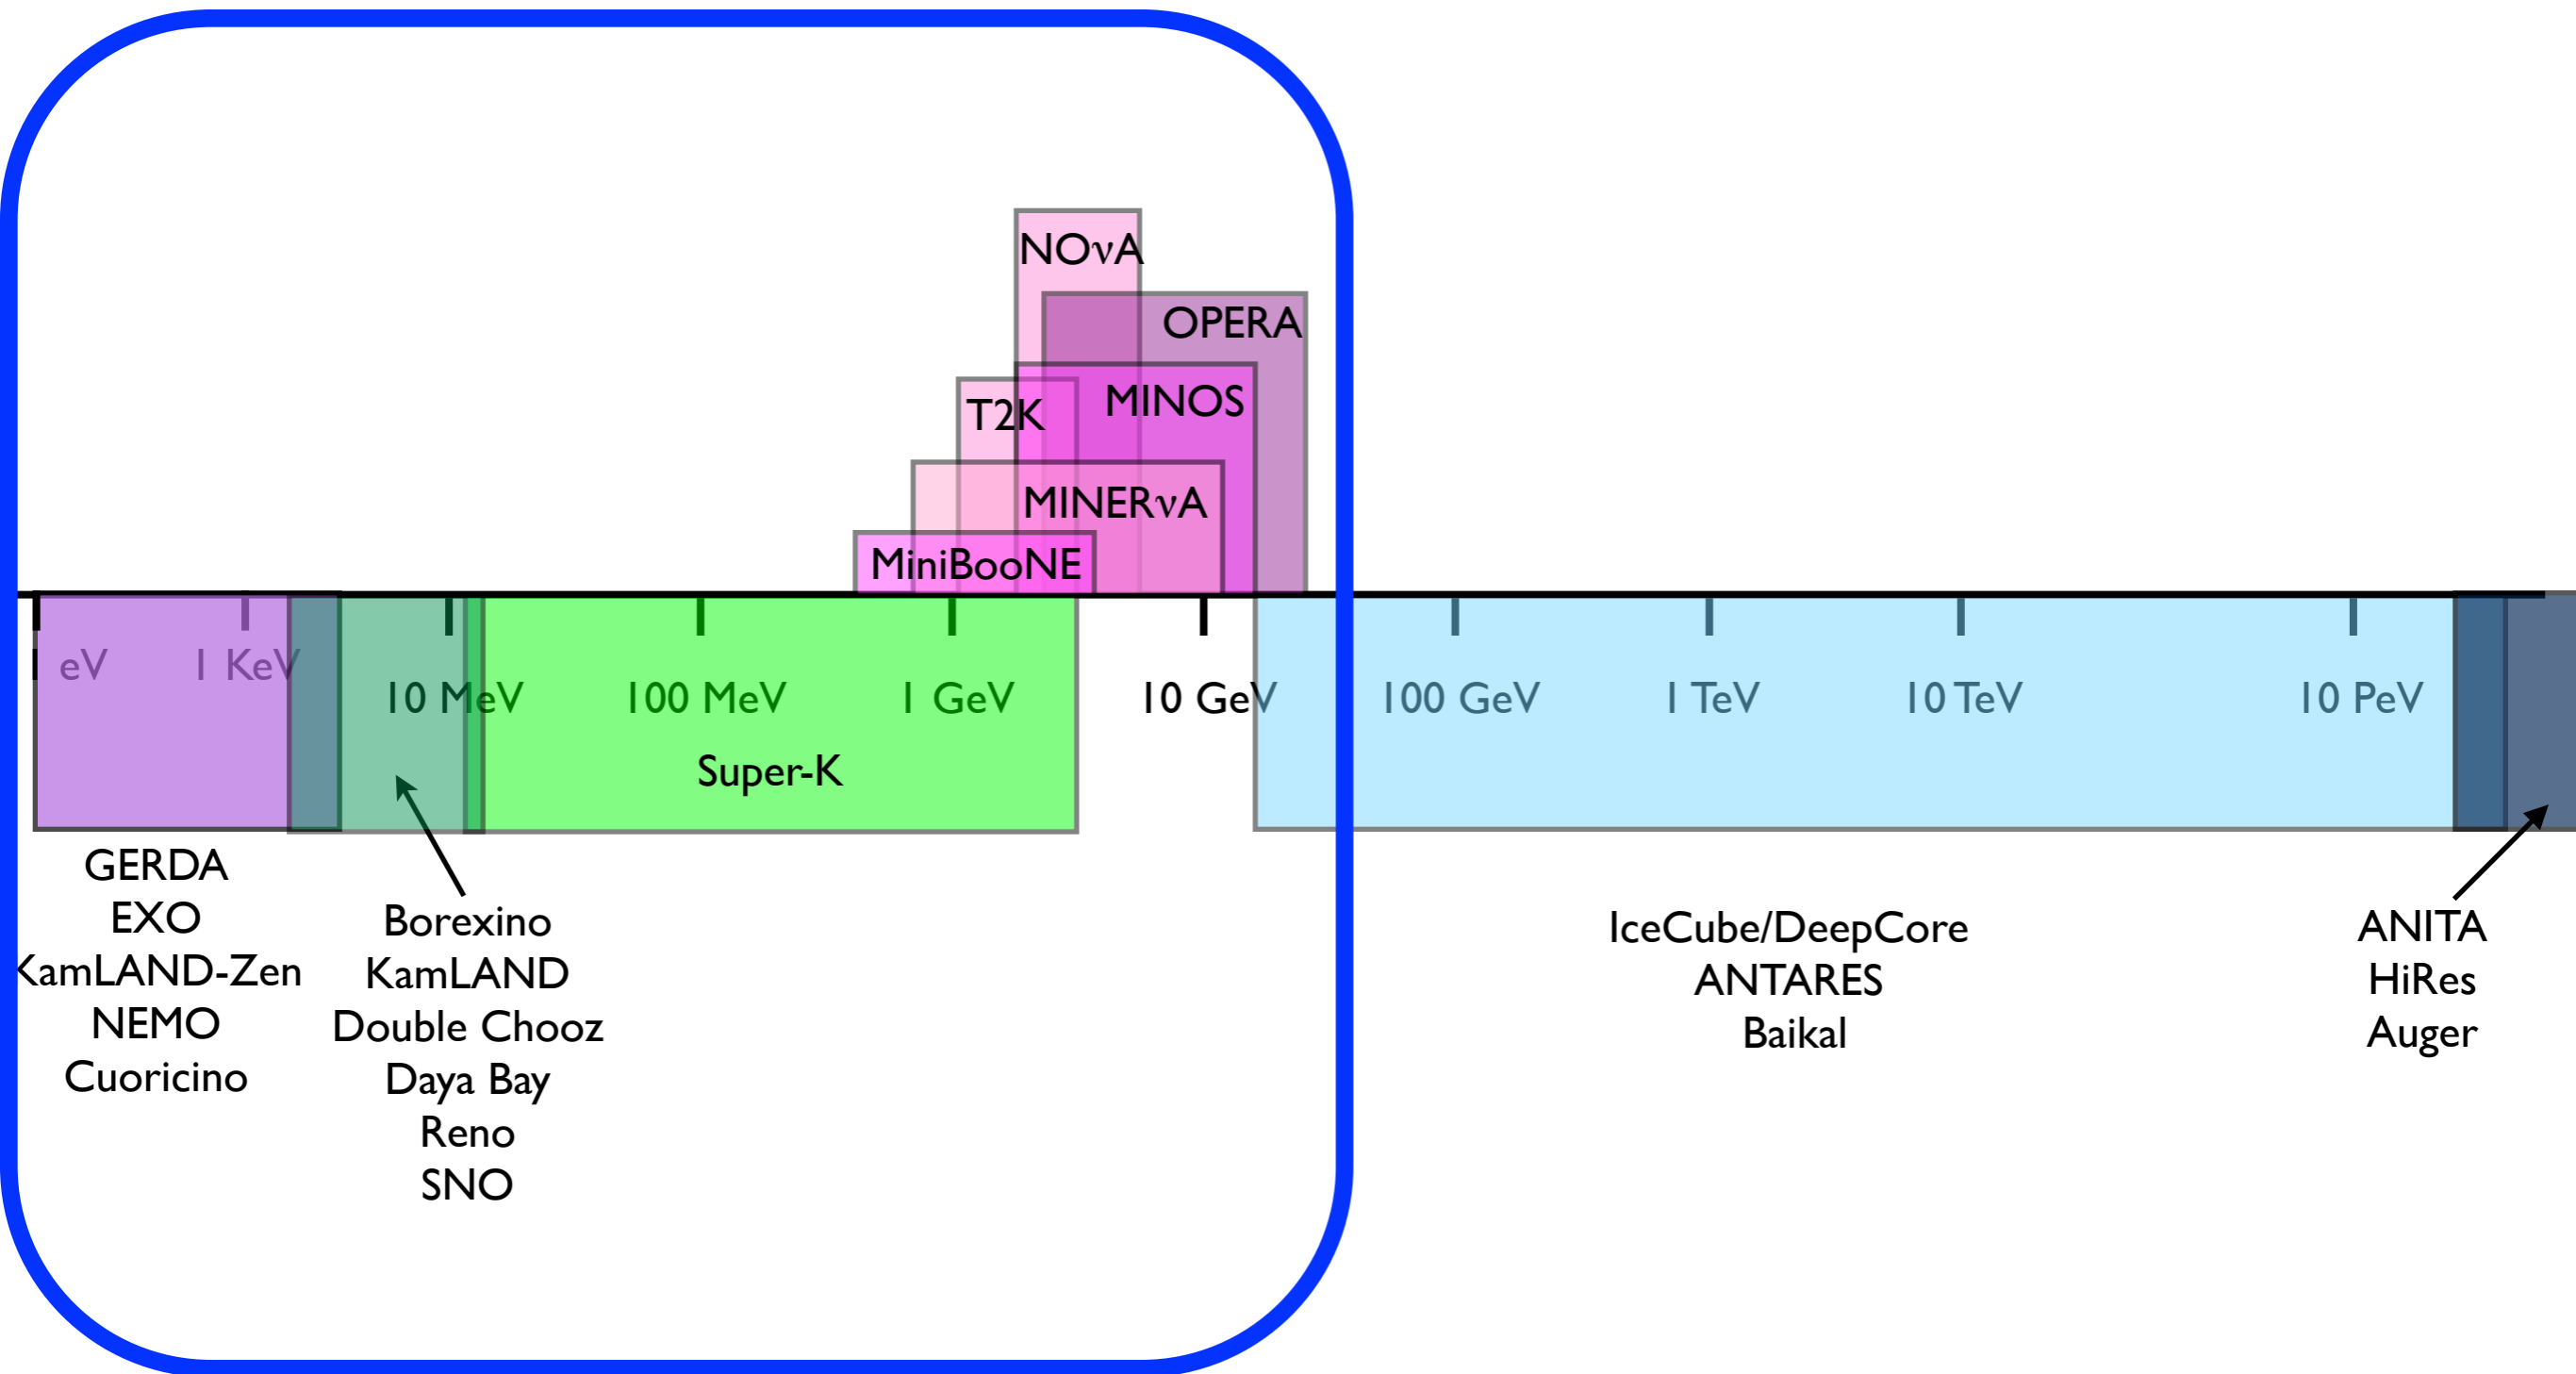 NOνA
OPERA
MINOS
T2K
MINERνA
MiniBooNE
1 eV
1 KeV
10 MeV
100 MeV
1 GeV
10 GeV
100 GeV
1 TeV
10 TeV
10 PeV
Super-K
GERDA
EXO
KamLAND-Zen
NEMO
Cuoricino
Borexino
KamLAND
Double Chooz
Daya Bay
Reno
SNO
IceCube/DeepCore
ANTARES
Baikal
ANITA
HiRes
Auger